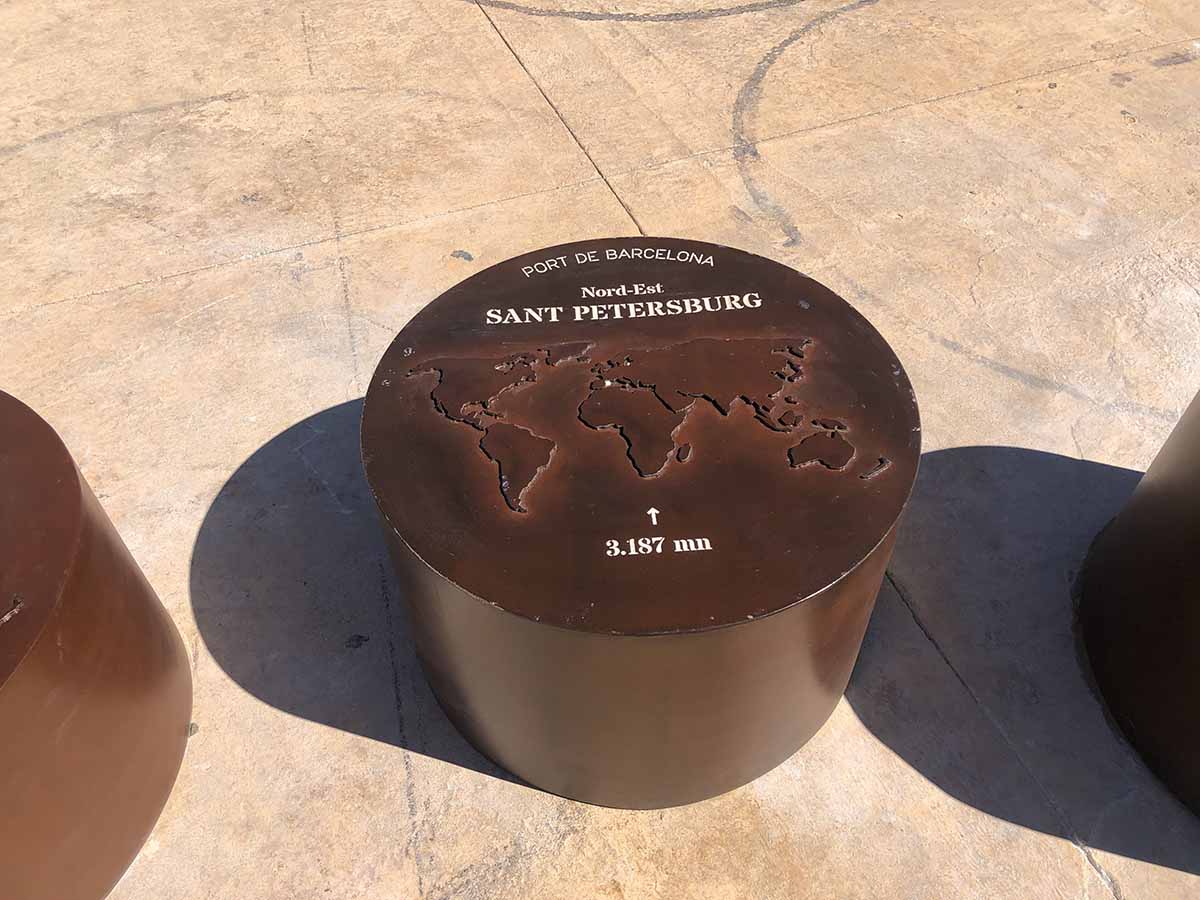 PORT DE BARCELONA
Nord-Est
SANT PETERSBURG
↑
3.187 mn